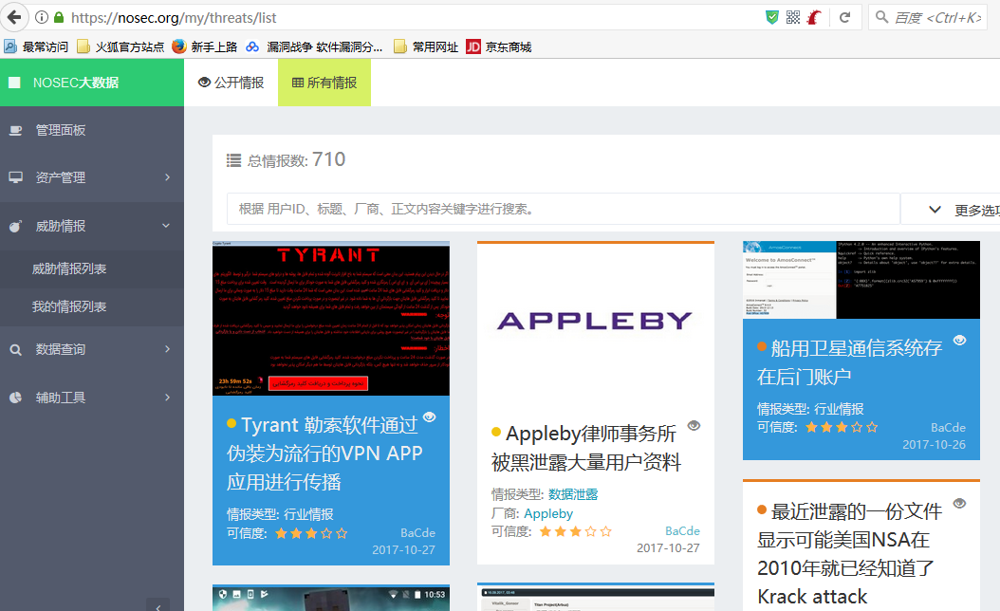 https://nosec.org/my/threats/list
百度 <Ctrl+K>
最常访问
火狐官方站点
新手上路
漏洞战争 软件漏洞分...
常用网址
JD
京东商城
NOSEC大数据
公开情报
所有情报
管理面板
资产管理
威胁情报
威胁情报列表
我的情报列表
数据查询
辅助工具
总情报数: 710
根据 用户ID、标题、厂商、正文内容关键字进行搜索。
更多选项
TYRANT
23h 59m 52s
Tyrant 勒索软件通过
伪装为流行的VPN APP
应用进行传播
情报类型: 行业情报
可信度:
BaCde
2017-10-27
APPLEBY
Appleby律师事务所
被黑泄露大量用户资料
情报类型: 数据泄露
厂商: Appleby
可信度:
BaCde
2017-10-27
AmosConnect
Welcome to AmosConnect
船用卫星通信系统存
在后门账户
情报类型: 行业情报
可信度:
BaCde
2017-10-26
最近泄露的一份文件
显示可能美国NSA在
2010年就已经知道了
Krack attack
10:53